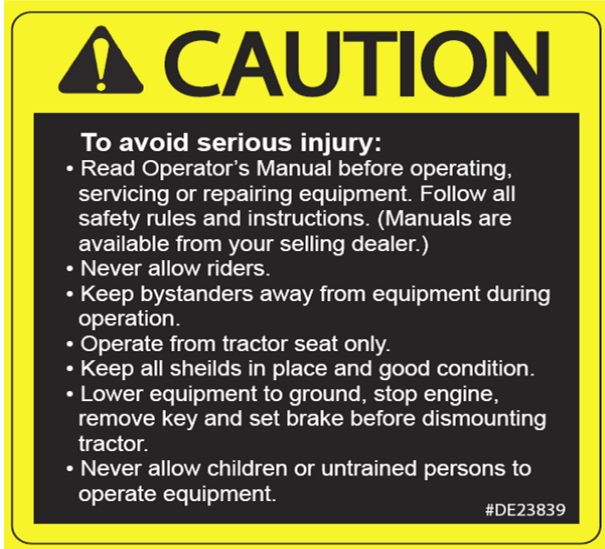 CAUTION
To avoid serious injury:
• Read Operator's Manual before operating,
servicing or repairing equipment. Follow all
safety rules and instructions. (Manuals are
available from your selling dealer.)
• Never allow riders.
• Keep bystanders away from equipment during
operation.
• Operate from tractor seat only.
• Keep all sheilds in place and good condition.
• Lower equipment to ground, stop engine,
remove key and set brake before dismounting
tractor.
• Never allow children or untrained persons to
operate equipment.
#DE23839